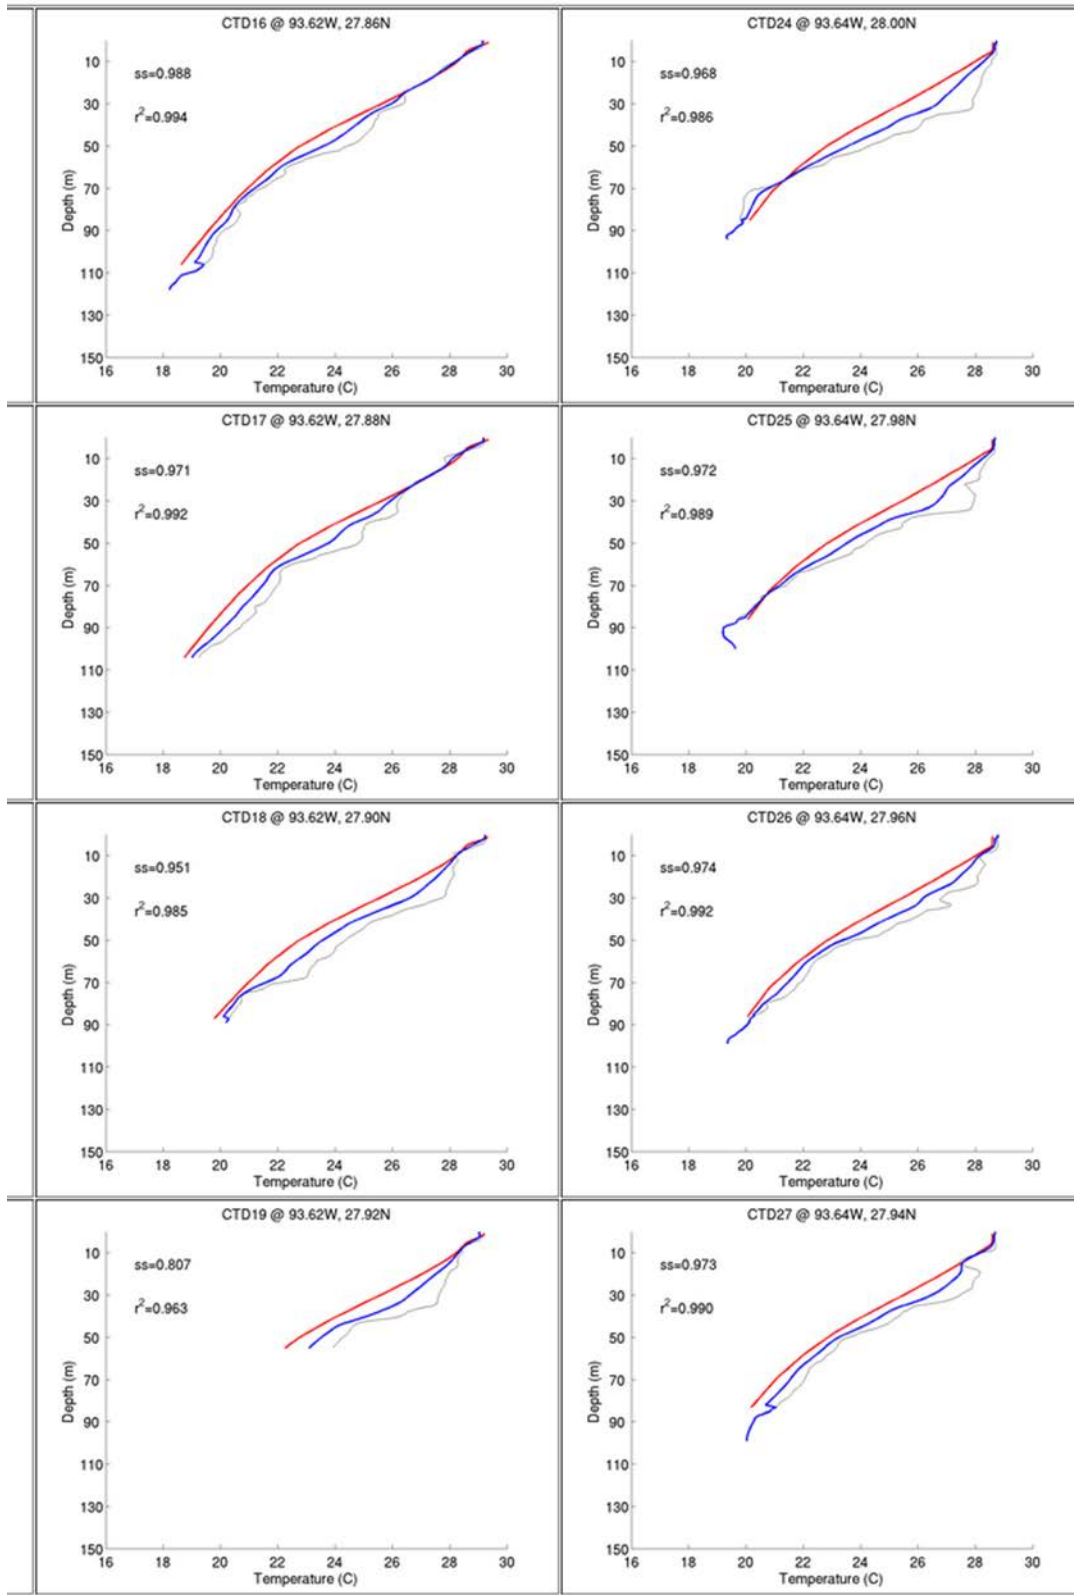 CTD16 @ 93.62W, 27.86N
ss=0.988
r²=0.994
Depth (m)
10
30
50
70
90
110
130
150
16 18 20 22 24 26 28 30
Temperature (C)
CTD24 @ 93.64W, 28.00N
ss=0.968
r²=0.986
Depth (m)
10
30
50
70
90
110
130
150
16 18 20 22 24 26 28 30
Temperature (C)
CTD17 @ 93.62W, 27.88N
ss=0.971
r²=0.992
Depth (m)
10
30
50
70
90
110
130
150
16 18 20 22 24 26 28 30
Temperature (C)
CTD25 @ 93.64W, 27.98N
ss=0.972
r²=0.989
Depth (m)
10
30
50
70
90
110
130
150
16 18 20 22 24 26 28 30
Temperature (C)
CTD18 @ 93.62W, 27.90N
ss=0.951
r²=0.985
Depth (m)
10
30
50
70
90
110
130
150
16 18 20 22 24 26 28 30
Temperature (C)
CTD26 @ 93.64W, 27.96N
ss=0.974
r²=0.992
Depth (m)
10
30
50
70
90
110
130
150
16 18 20 22 24 26 28 30
Temperature (C)
CTD19 @ 93.62W, 27.92N
ss=0.807
r²=0.963
Depth (m)
10
30
50
70
90
110
130
150
16 18 20 22 24 26 28 30
Temperature (C)
CTD27 @ 93.64W, 27.94N
ss=0.973
r²=0.990
Depth (m)
10
30
50
70
90
110
130
150
16 18 20 22 24 26 28 30
Temperature (C)